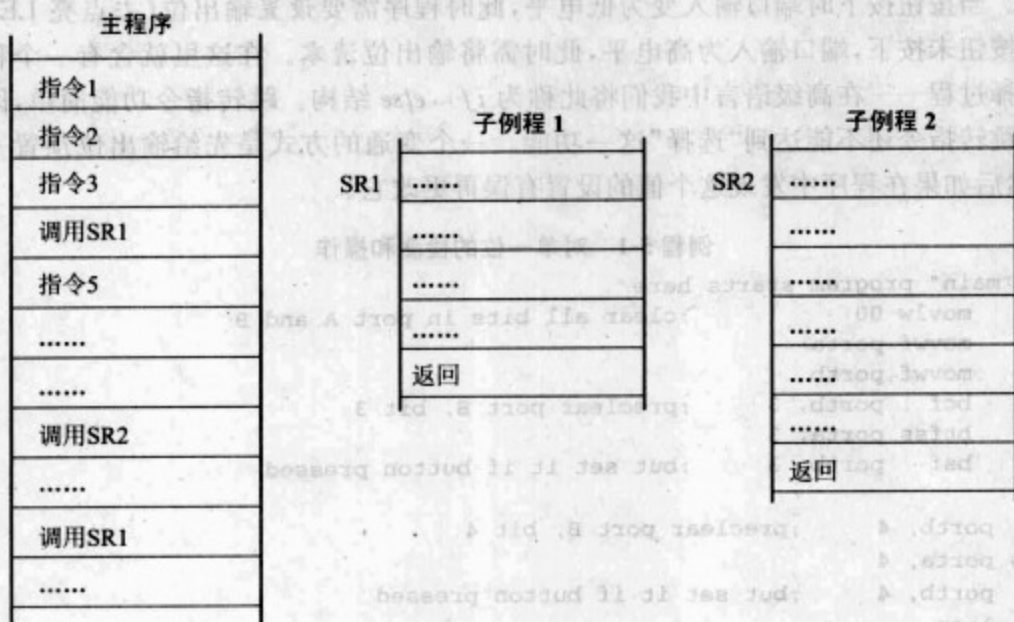 主程序
指令1
指令2
指令3
调用SR1
指令5
……
……
调用SR2
……
调用SR1
……
子例程 1
SR1 ……
……
……
……
返回
子例程 2
SR2 ……
……
……
……
……
……
返回